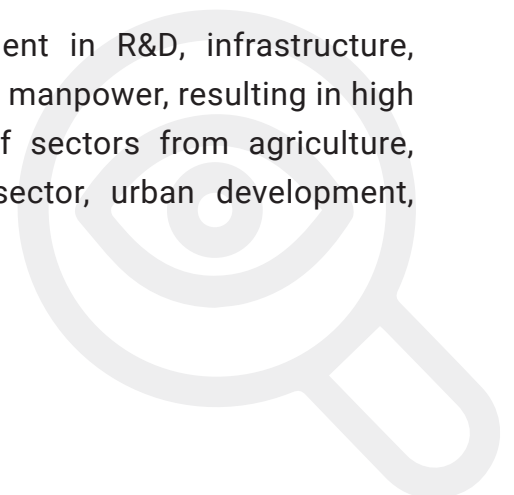 ent in R&D, infrastructure,
manpower, resulting in high
f sectors from agriculture,
sector, urban development,